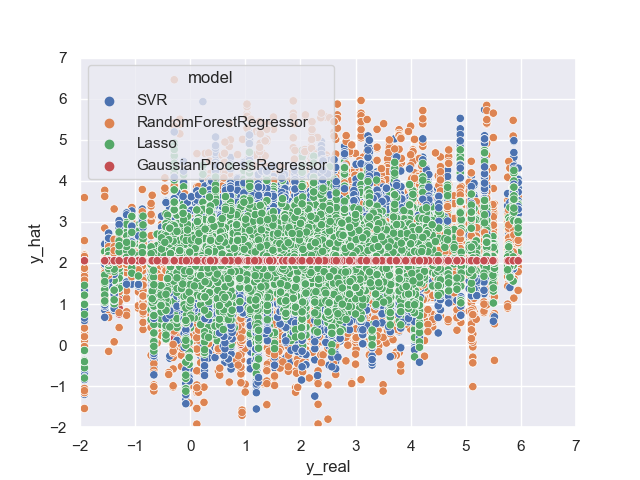 7
6
5
4
3
2
1
0
−1
−2
y_hat
model
SVR
RandomForestRegressor
Lasso
GaussianProcessRegressor
−2 −1 0 1 2 3 4 5 6 7
y_real